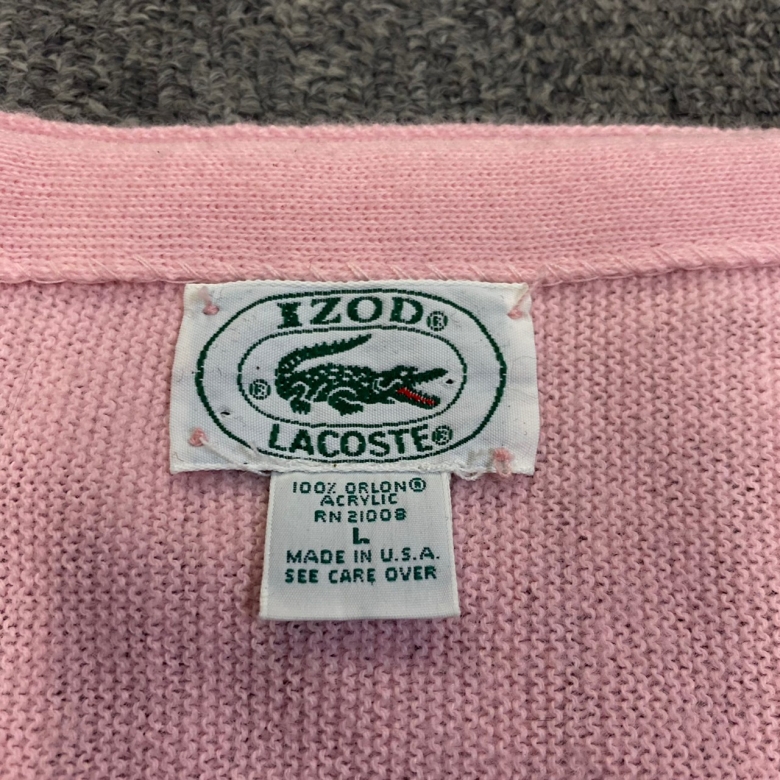 IZOD®
®
LACOSTE®
100% ORLON®
ACRYLIC
RN 21008
L
MADE IN U.S.A.
SEE CARE OVER